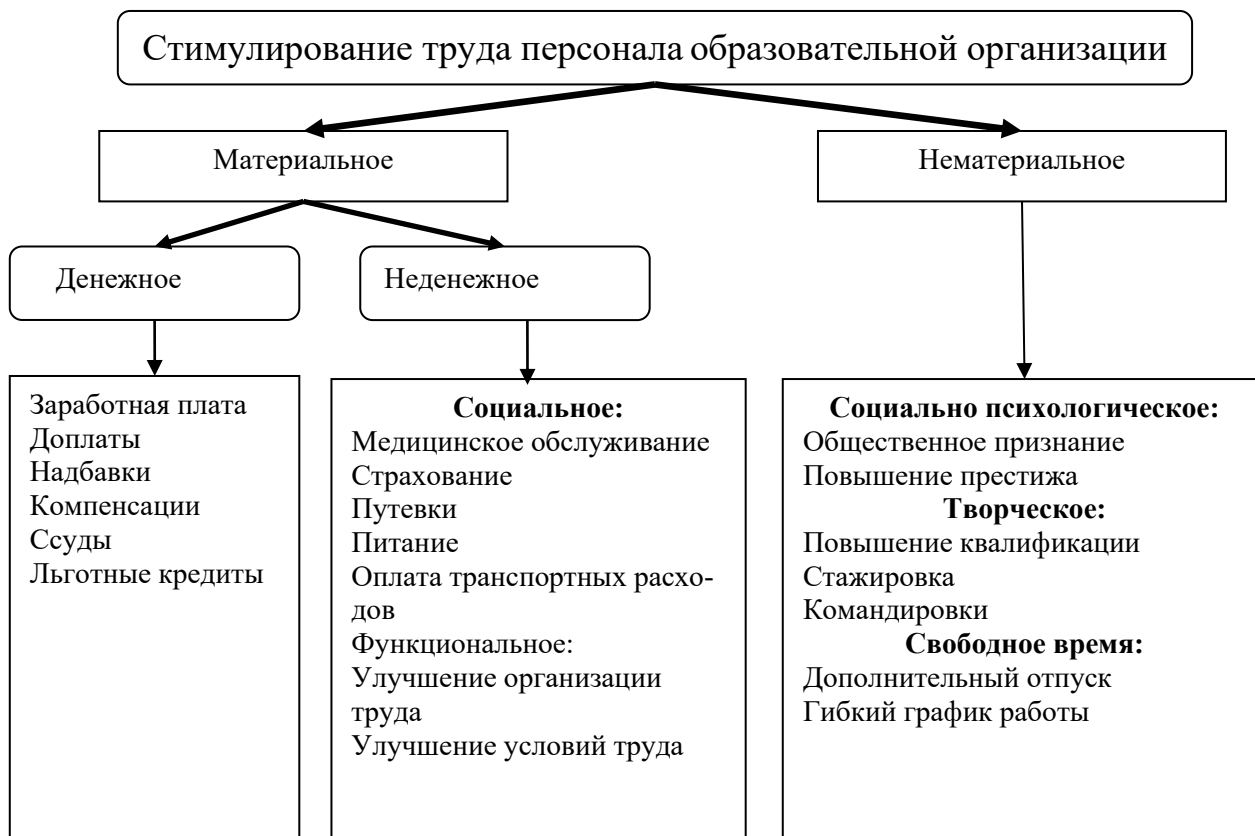 Стимулирование труда персонала образовательной организации
Материальное
Нематериальное
Денежное
Неденежное
Заработная плата
Доплаты
Надбавки
Компенсации
Ссуды
Льготные кредиты
Социальное:
Медицинское обслуживание
Страхование
Путевки
Питание
Оплата транспортных расхо-
дов
Функциональное:
Улучшение организации
труда
Улучшение условий труда
Социально психологическое:
Общественное признание
Повышение престижа
Творческое:
Повышение квалификации
Стажировка
Командировки
Свободное время:
Дополнительный отпуск
Гибкий график работы